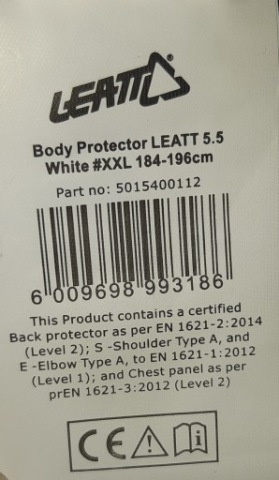 LEATT
Body Protector LEATT 5.5
White #XXL 184-196cm
Part no: 5015400112
6 009698 993186
This Product contains a certified
Back protector as per EN 1621-2:2014
(Level 2); S -Shoulder Type A, and
E -Elbow Type A, to EN 1621-1:2012
(Level 1); and Chest panel as per
prEN 1621-3:2012 (Level 2)
CE